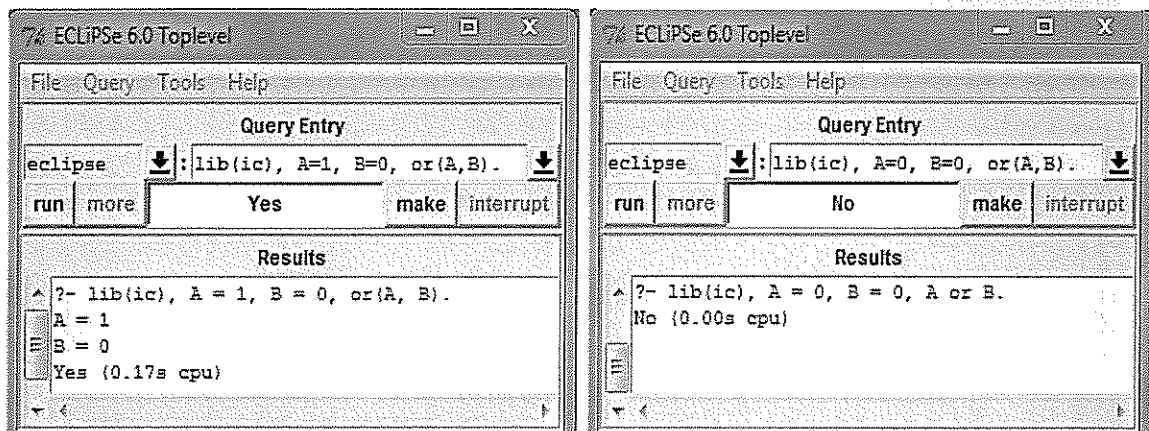 ECLiPSe 6.0 Toplevel
File Query Tools Help
Query Entry
eclipse : lib(ic), A=1, B=0, or(A,B).
run more Yes make interrupt
Results
?- lib(ic), A = 1, B = 0, or(A, B).
A = 1
B = 0
Yes (0.17s cpu)
ECLiPSe 6.0 Toplevel
File Query Tools Help
Query Entry
eclipse : lib(ic), A=0, B=0, or(A,B).
run more No make interrupt
Results
?- lib(ic), A = 0, B = 0, A or B.
No (0.00s cpu)